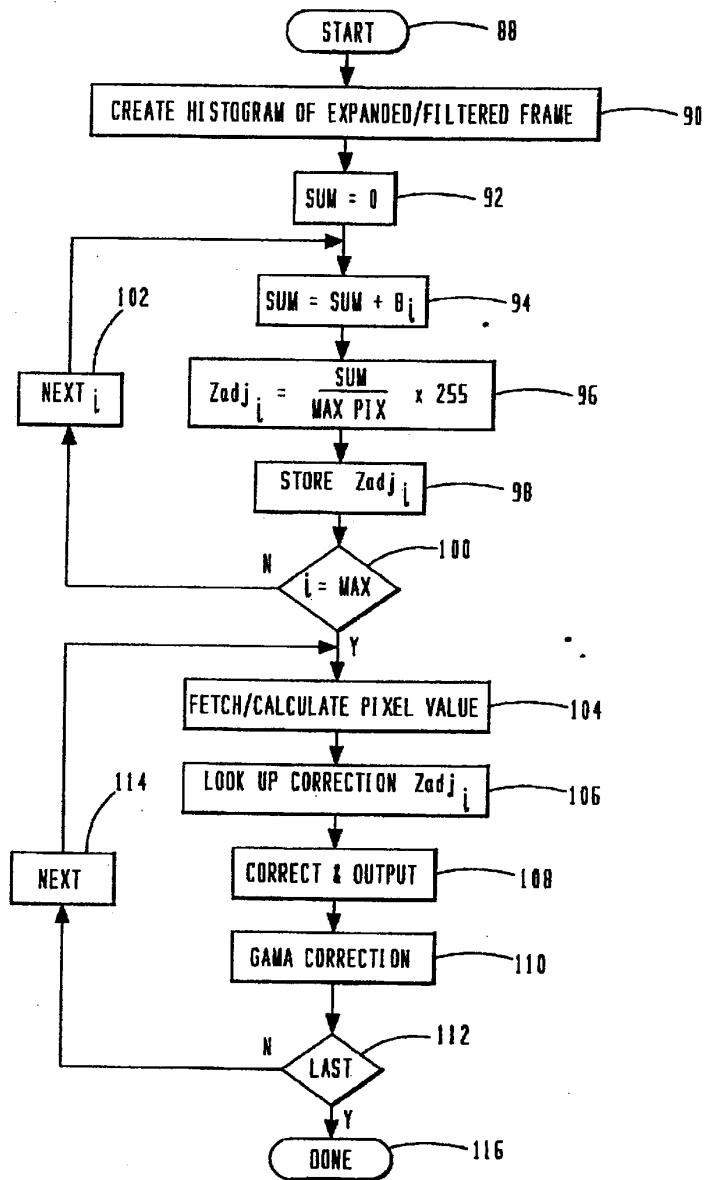 START
88
CREATE HISTOGRAM OF EXPANDED/FILTERED FRAME
90
SUM = 0
92
102
SUM = SUM + Bi
94
NEXT i
Zadj i = SUM / MAX PIX x 255
96
STORE Zadj i
98
N
100
i = MAX
Y
FETCH/CALCULATE PIXEL VALUE
104
114
LOOK UP CORRECTION Zadj i
106
NEXT
CORRECT & OUTPUT
108
GAMA CORRECTION
110
N
112
LAST
Y
DONE
116